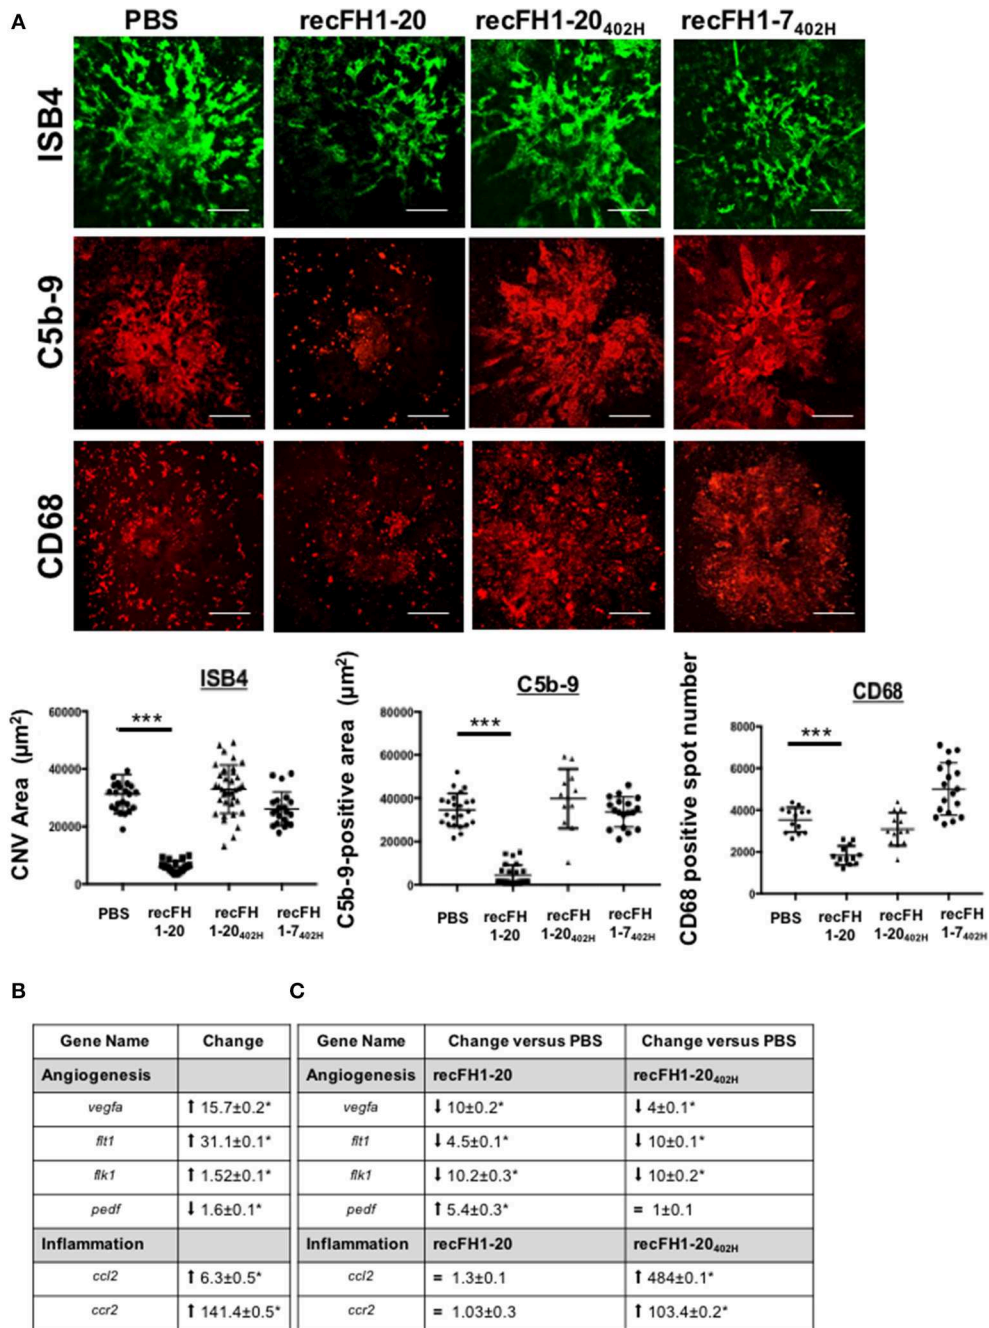 A
PBS recFH1-20 recFH1-20402H recFH1-7402H
ISB4
C5b-9
CD68
ISB4
CNV Area (μm2)
60000
40000
20000
0
***
PBS recFH 1-20 recFH 1-20402H recFH 1-7402H
C5b-9
C5b-9-positive area (μm2)
80000
60000
40000
20000
0
***
PBS recFH 1-20 recFH 1-20402H recFH 1-7402H
CD68
CD68 positive spot number
8000
6000
4000
2000
0
***
PBS recFH 1-20 recFH 1-20402H recFH 1-7402H
B
Gene Name Change
Angiogenesis
vegfa ⬆ 15.7±0.2*
flt1 ⬆ 31.1±0.1*
flk1 ⬆ 1.52±0.1*
pedf ⬇ 1.6±0.1*
Inflammation
ccl2 ⬆ 6.3±0.5*
ccr2 ⬆ 141.4±0.5*
C
Gene Name Change versus PBS Change versus PBS
Angiogenesis recFH1-20 recFH1-20402H
vegfa ⬇ 10±0.2* ⬇ 4±0.1*
flt1 ⬇ 4.5±0.1* ⬇ 10±0.1*
flk1 ⬇ 10.2±0.3* ⬇ 10±0.2*
pedf ⬆ 5.4±0.3* = 1±0.1
Inflammation recFH1-20 recFH1-20402H
ccl2 = 1.3±0.1 ⬆ 484±0.1*
ccr2 = 1.03±0.3 ⬆ 103.4±0.2*